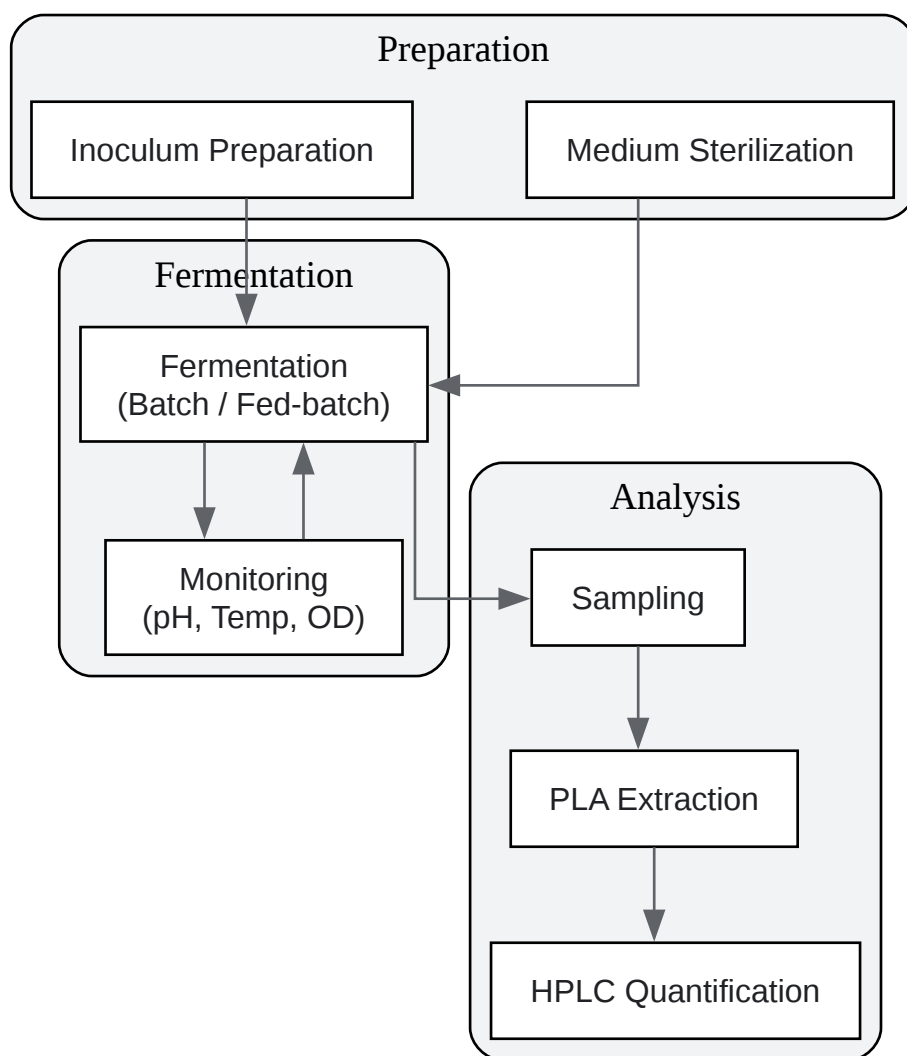 Preparation
Inoculum Preparation
Medium Sterilization
Fermentation
Fermentation
(Batch / Fed-batch)
Monitoring
(pH, Temp, OD)
Analysis
Sampling
PLA Extraction
HPLC Quantification